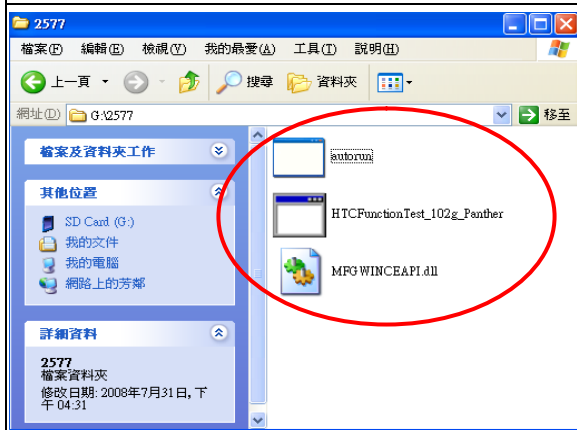 2577
檔案(F) 編輯(E) 檢視(V) 我的最愛(A) 工具(T) 說明(H)
上一頁 搜尋 資料夾
網址(D) G:\2577 移至
檔案及資料夾工作
其他位置
SD Card (G:)
我的文件
我的電腦
網路上的芳鄰
詳細資料
2577
檔案資料夾
修改日期: 2008年7月31日, 下
午 04:31
autorun
HTCFunctionTest_102g_Panther
MFGWINCEAPI.dll